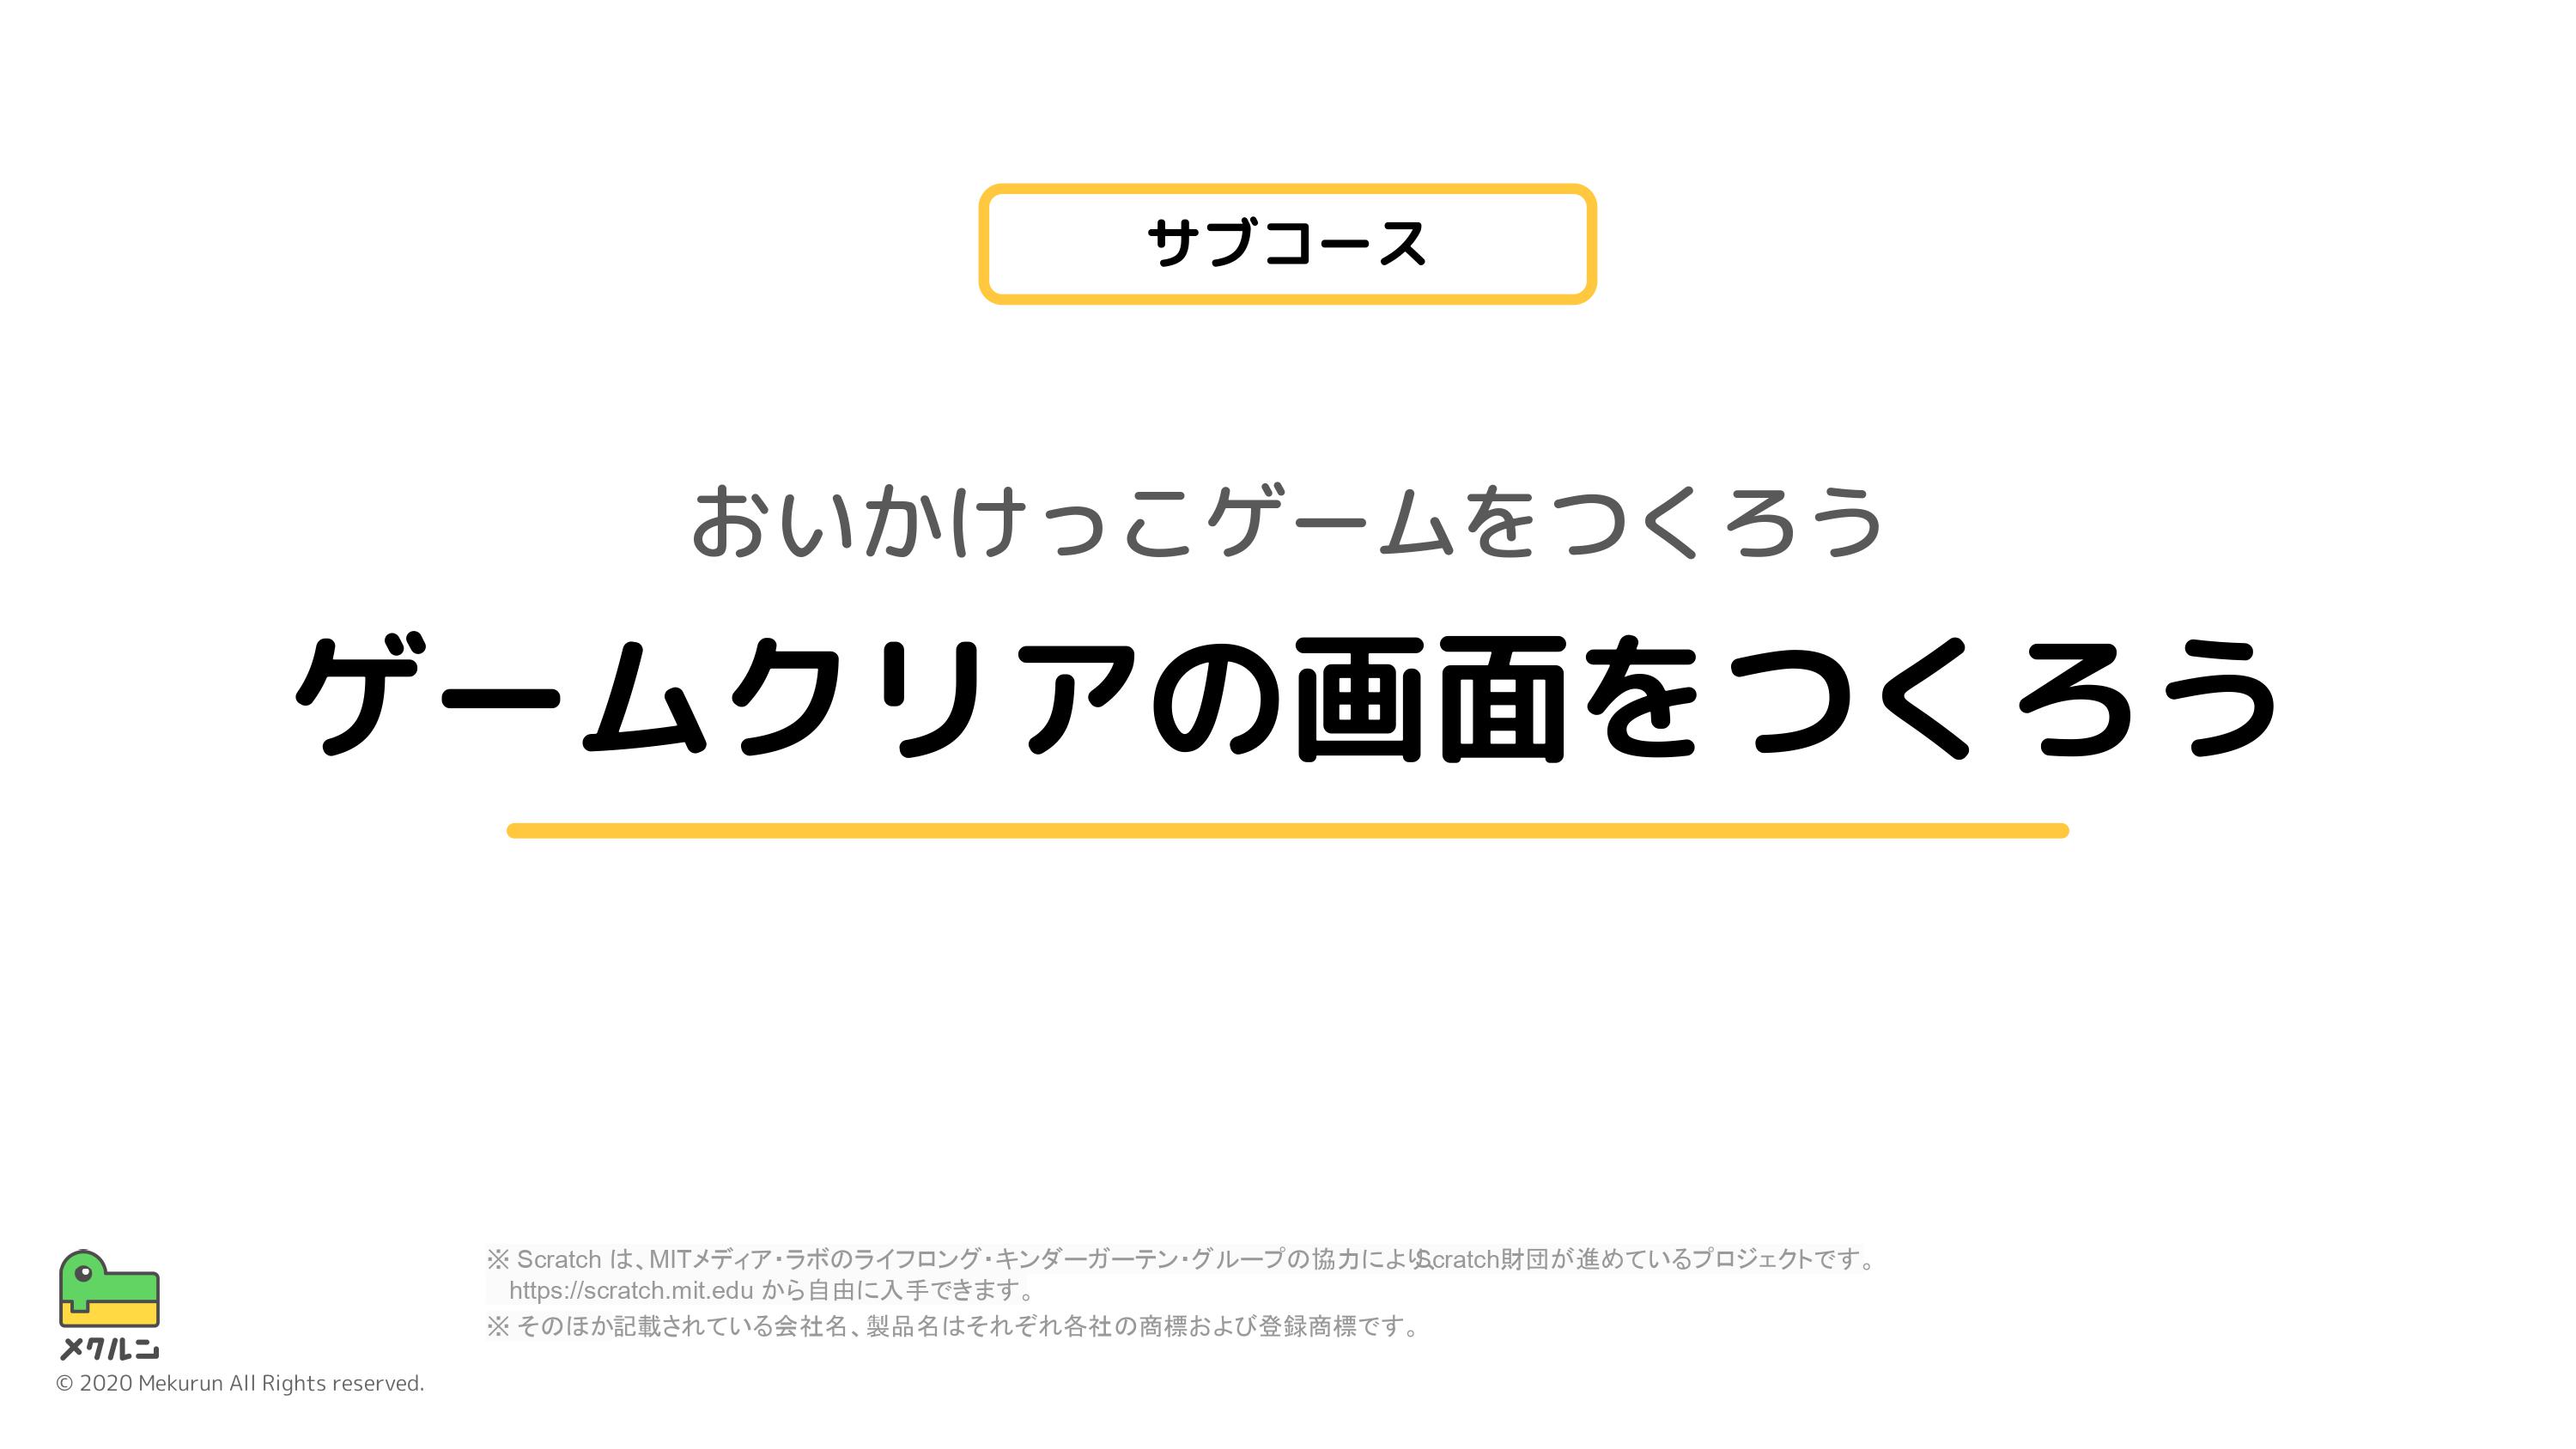 サブコース
おいかけっこゲームをつくろう
ゲームクリアの画面をつくろう
※ Scratch は、MITメディア・ラボのライフロング・キンダーガーテン・グループの協力により、Scratch財団が進めているプロジェクトです。
https://scratch.mit.edu から自由に入手できます。
※ そのほか記載されている会社名、製品名はそれぞれ各社の商標および登録商標です。
メクルン
© 2020 Mekurun All Rights reserved.